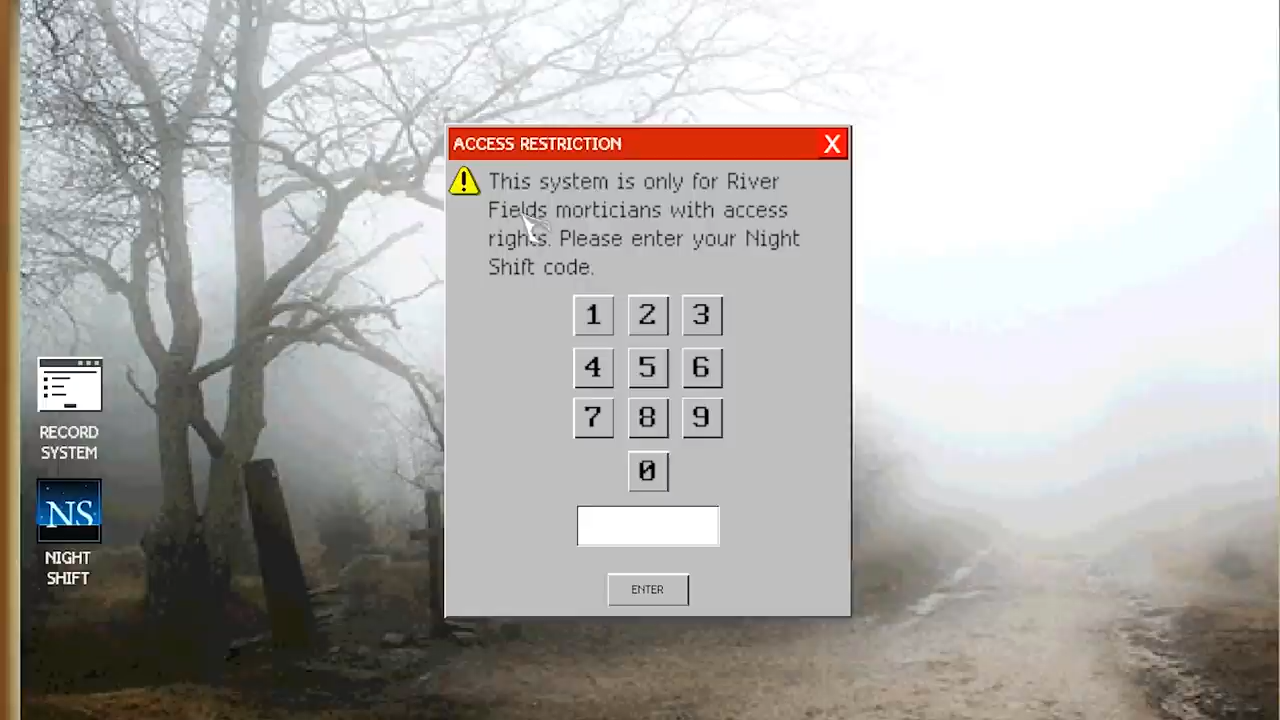 ACCESS RESTRICTION
X
This system is only for River
Fields morticians with access
rights. Please enter your Night
Shift code.
1 2 3
4 5 6
7 8 9
0
ENTER
RECORD
SYSTEM
NS
NIGHT
SHIFT